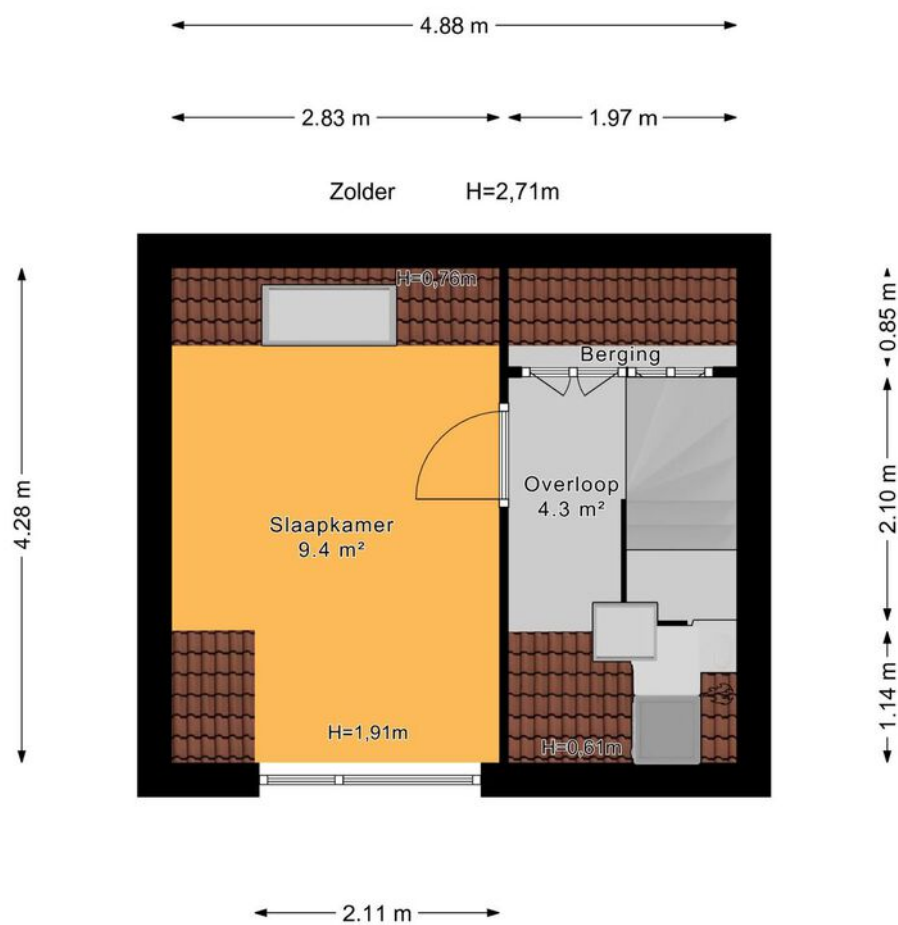 4.88 m
2.83 m
1.97 m
Zolder H=2,71m
H=0,76m
0.85 m
Berging
4.28 m
2.10 m
Overloop
4.3 m²
Slaapkamer
9.4 m²
1.14 m
H=1,91m
H=0,61m
2.11 m